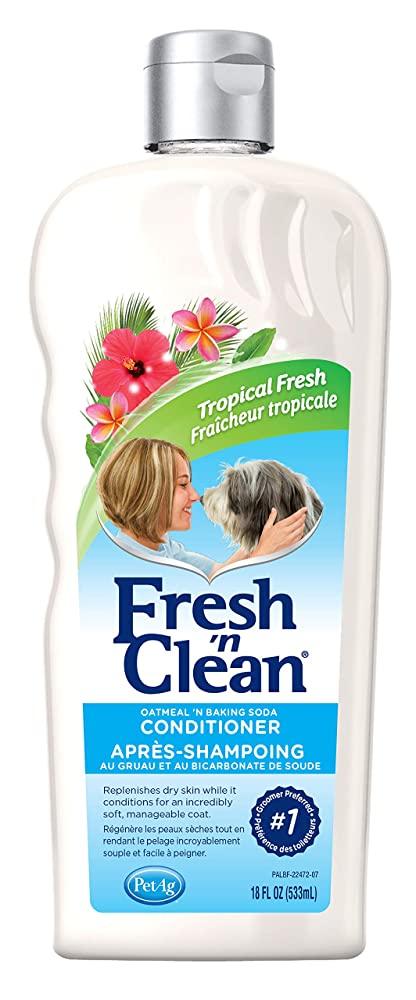 Tropical Fresh
Fraîcheur tropicale
Fresh
'n
Clean®
OATMEAL 'N BAKING SODA
CONDITIONER
APRÈS-SHAMPOING
AU GRUAU ET AU BICARBONATE DE SOUDE
Replenishes dry skin while it
conditions for an incredibly
soft, manageable coat.
Régénère les peaux sèches tout en
rendant le pelage incroyablement
souple et facile à peigner.
Groomer Preferred
#1
Préférence des toiletteurs
PetAg
PALBF-22472-07
18 FL OZ (533mL)